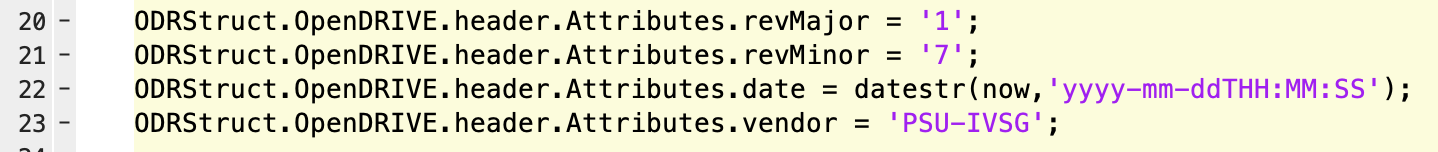 20 - ODRStruct.OpenDRIVE.header.Attributes.revMajor = '1';
21 - ODRStruct.OpenDRIVE.header.Attributes.revMinor = '7';
22 - ODRStruct.OpenDRIVE.header.Attributes.date = datestr(now,'yyyy-mm-ddTHH:MM:SS');
23 - ODRStruct.OpenDRIVE.header.Attributes.vendor = 'PSU-IVSG';